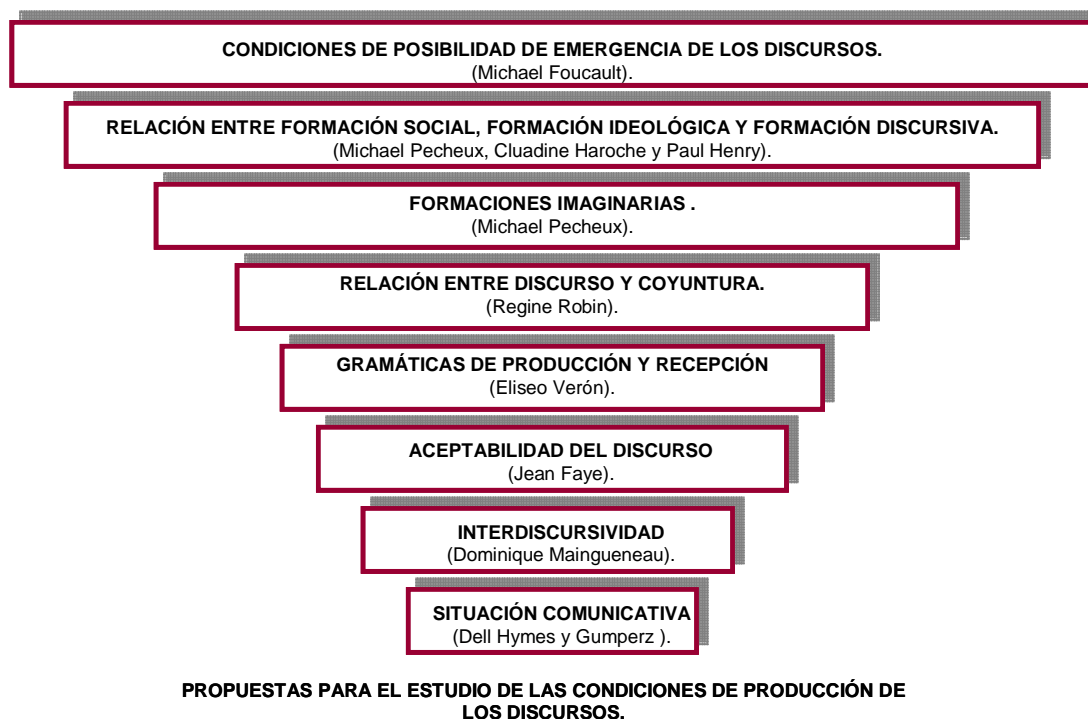 CONDICIONES DE POSIBILIDAD DE EMERGENCIA DE LOS DISCURSOS.
(Michael Foucault).
RELACIÓN ENTRE FORMACIÓN SOCIAL, FORMACIÓN IDEOLÓGICA Y FORMACIÓN DISCURSIVA.
(Michael Pecheux, Cluadine Haroche y Paul Henry).
FORMACIONES IMAGINARIAS .
(Michael Pecheux).
RELACIÓN ENTRE DISCURSO Y COYUNTURA.
(Regine Robin).
GRAMÁTICAS DE PRODUCCIÓN Y RECEPCIÓN
(Eliseo Verón).
ACEPTABILIDAD DEL DISCURSO
(Jean Faye).
INTERDISCURSIVIDAD
(Dominique Maingueneau).
SITUACIÓN COMUNICATIVA
(Dell Hymes y Gumperz ).
PROPUESTAS PARA EL ESTUDIO DE LAS CONDICIONES DE PRODUCCIÓN DE
LOS DISCURSOS.